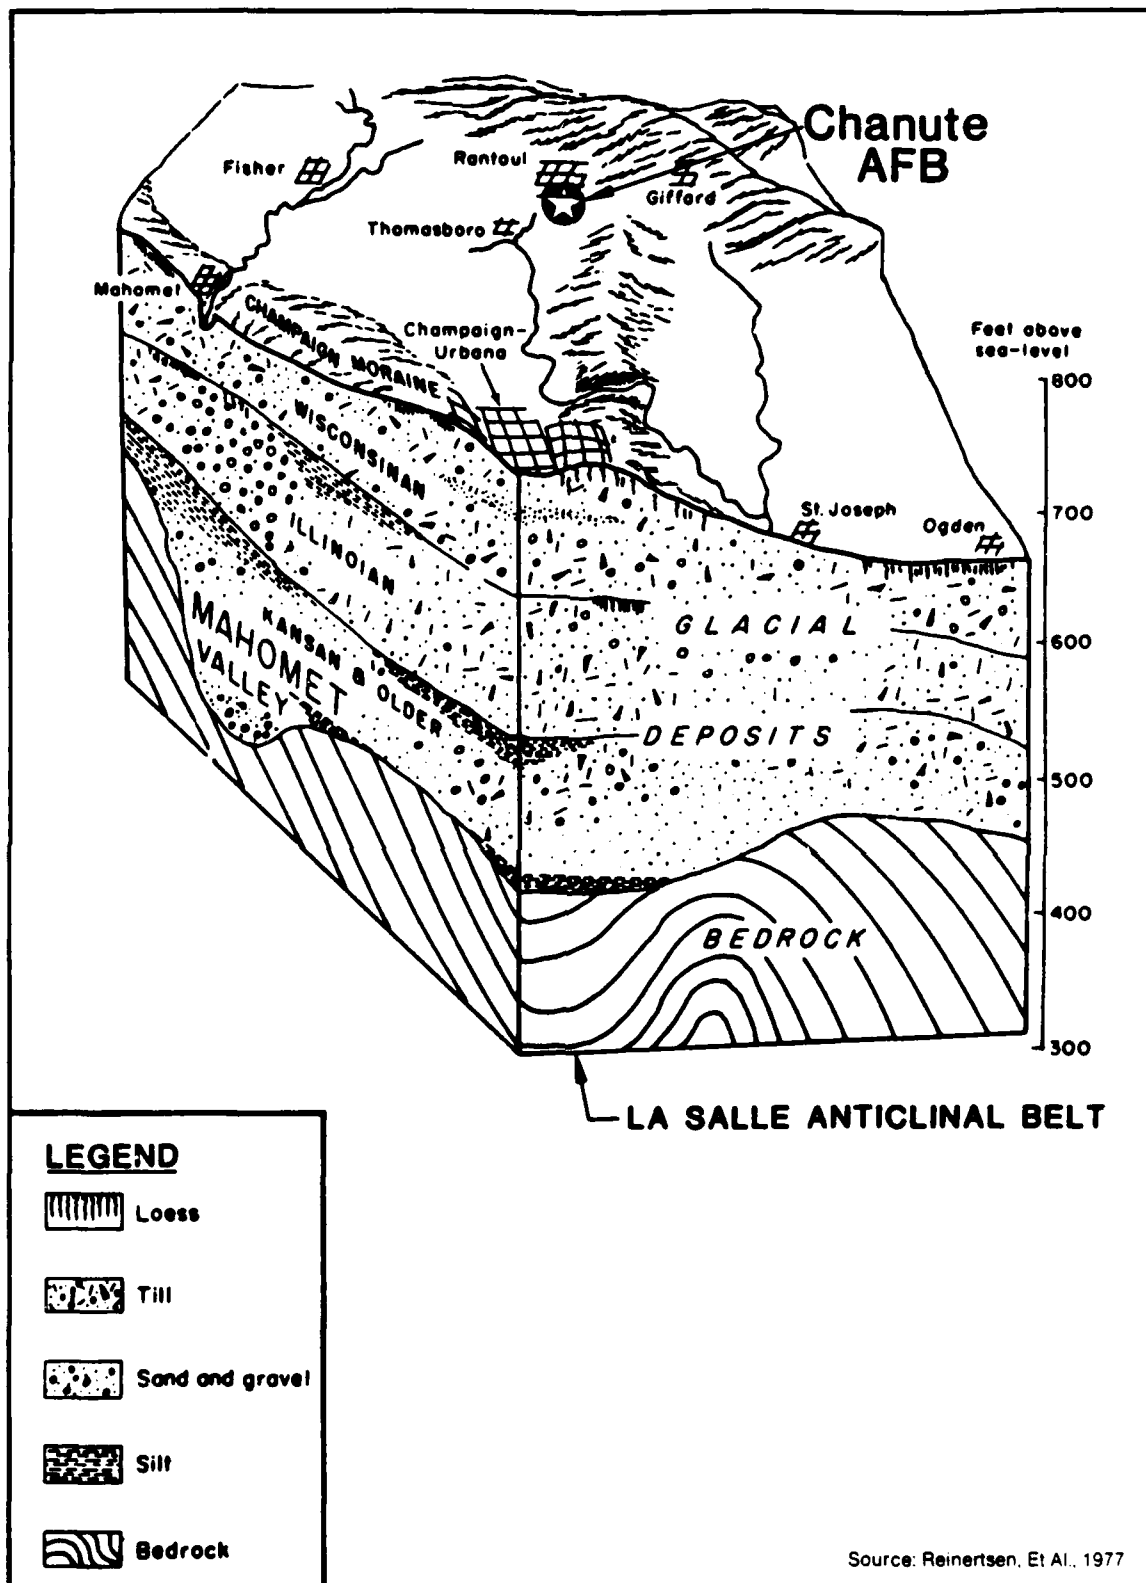 Chanute
AFB
Fisher
Rantoul
Giffard
Thomasboro
Mahomet
CHAMPAIGN MORAINE
Champaign-
Urbana
Feet above
sea-level
800
WISCONSINAN
700
St. Joseph
Ogden
ILLINOIAN
GLACIAL
600
KANSAN & OLDER
MAHOMET
VALLEY
DEPOSITS
500
400
BEDROCK
300
LA SALLE ANTICLINAL BELT
LEGEND
Loess
Till
Sand and gravel
Silt
Bedrock
Source: Reinertsen, Et Al., 1977